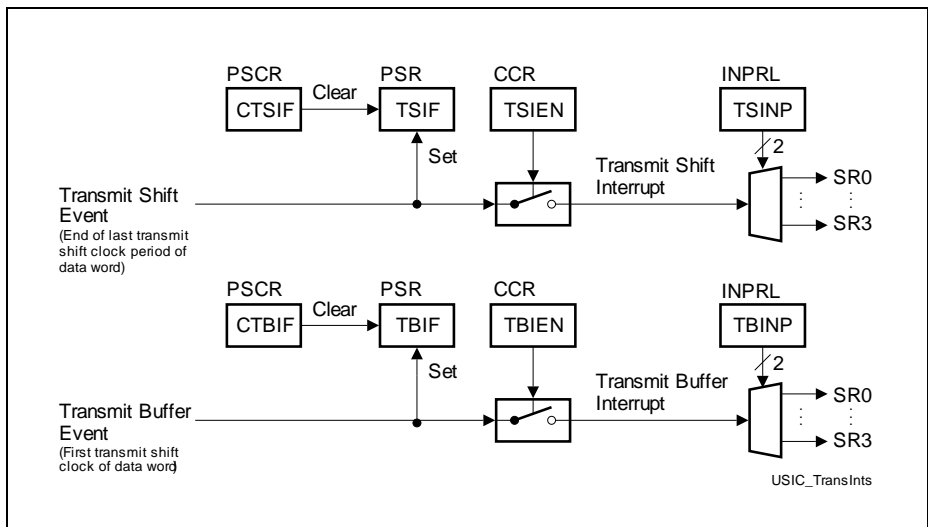 PSCR PSR CCR INPRL
CTSIF Clear TSIF TSIEN TSINP
Set 2
Transmit Shift
Interrupt
SR0
SR3
Transmit Shift
Event
(End of last transmit
shift clock period of
data word)
PSCR PSR CCR INPRL
CTBIF Clear TBIF TBIEN TBINP
Set 2
Transmit Buffer
Interrupt
SR0
SR3
Transmit Buffer
Event
(First transmit shift
clock of data word)
USIC_TransInts